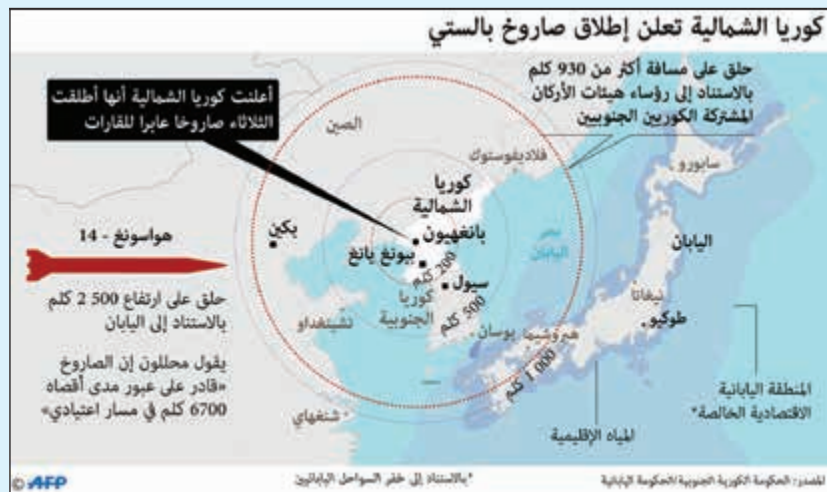 كوريا الشمالية تعلن إطلاق صاروخ بالستي
حلق على مسافة أكثر من 930 كلم
بالاستناد إلى رؤساء هيئات الأركان
المشتركة الكوريين الجنوبيين
أعلنت كوريا الشمالية أنها أطلقت
الثلاثاء صاروخا عابرا للقارات
الصين
فلاديفوستوك
سابورو
كوريا
الشمالية
بانغهيون
بيونغ يانغ
بكين
بحر
اليابان
اليابان
هواسونغ - 14
200 كلم
سيول
كوريا
الجنوبية
500 كلم
نيغاتا
طوكيو
حلق على ارتفاع 500 2 كلم
بالاستناد إلى اليابان
تشينغداو
بوسان
هيروشيما
000 1 كلم
يقول محللون إن الصاروخ
«قادر على عبور مدى أقصاه
6700 كلم في مسار اعتيادي»
شنغهاي
المنطقة اليابانية
الاقتصادية الخالصة*
المياه الإقليمية
المصدر: الحكومة الكورية الجنوبية/الحكومة اليابانية
*بالاستناد إلى خفر السواحل اليابانيين
© AFP